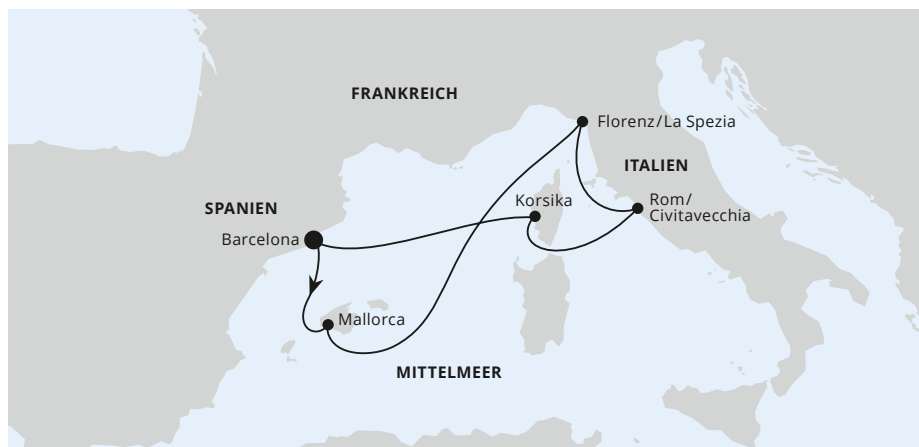 FRANKREICH
Florenz/La Spezia
ITALIEN
Korsika
Rom/
Civitavecchia
SPANIEN
Barcelona
Mallorca
MITTELMEER